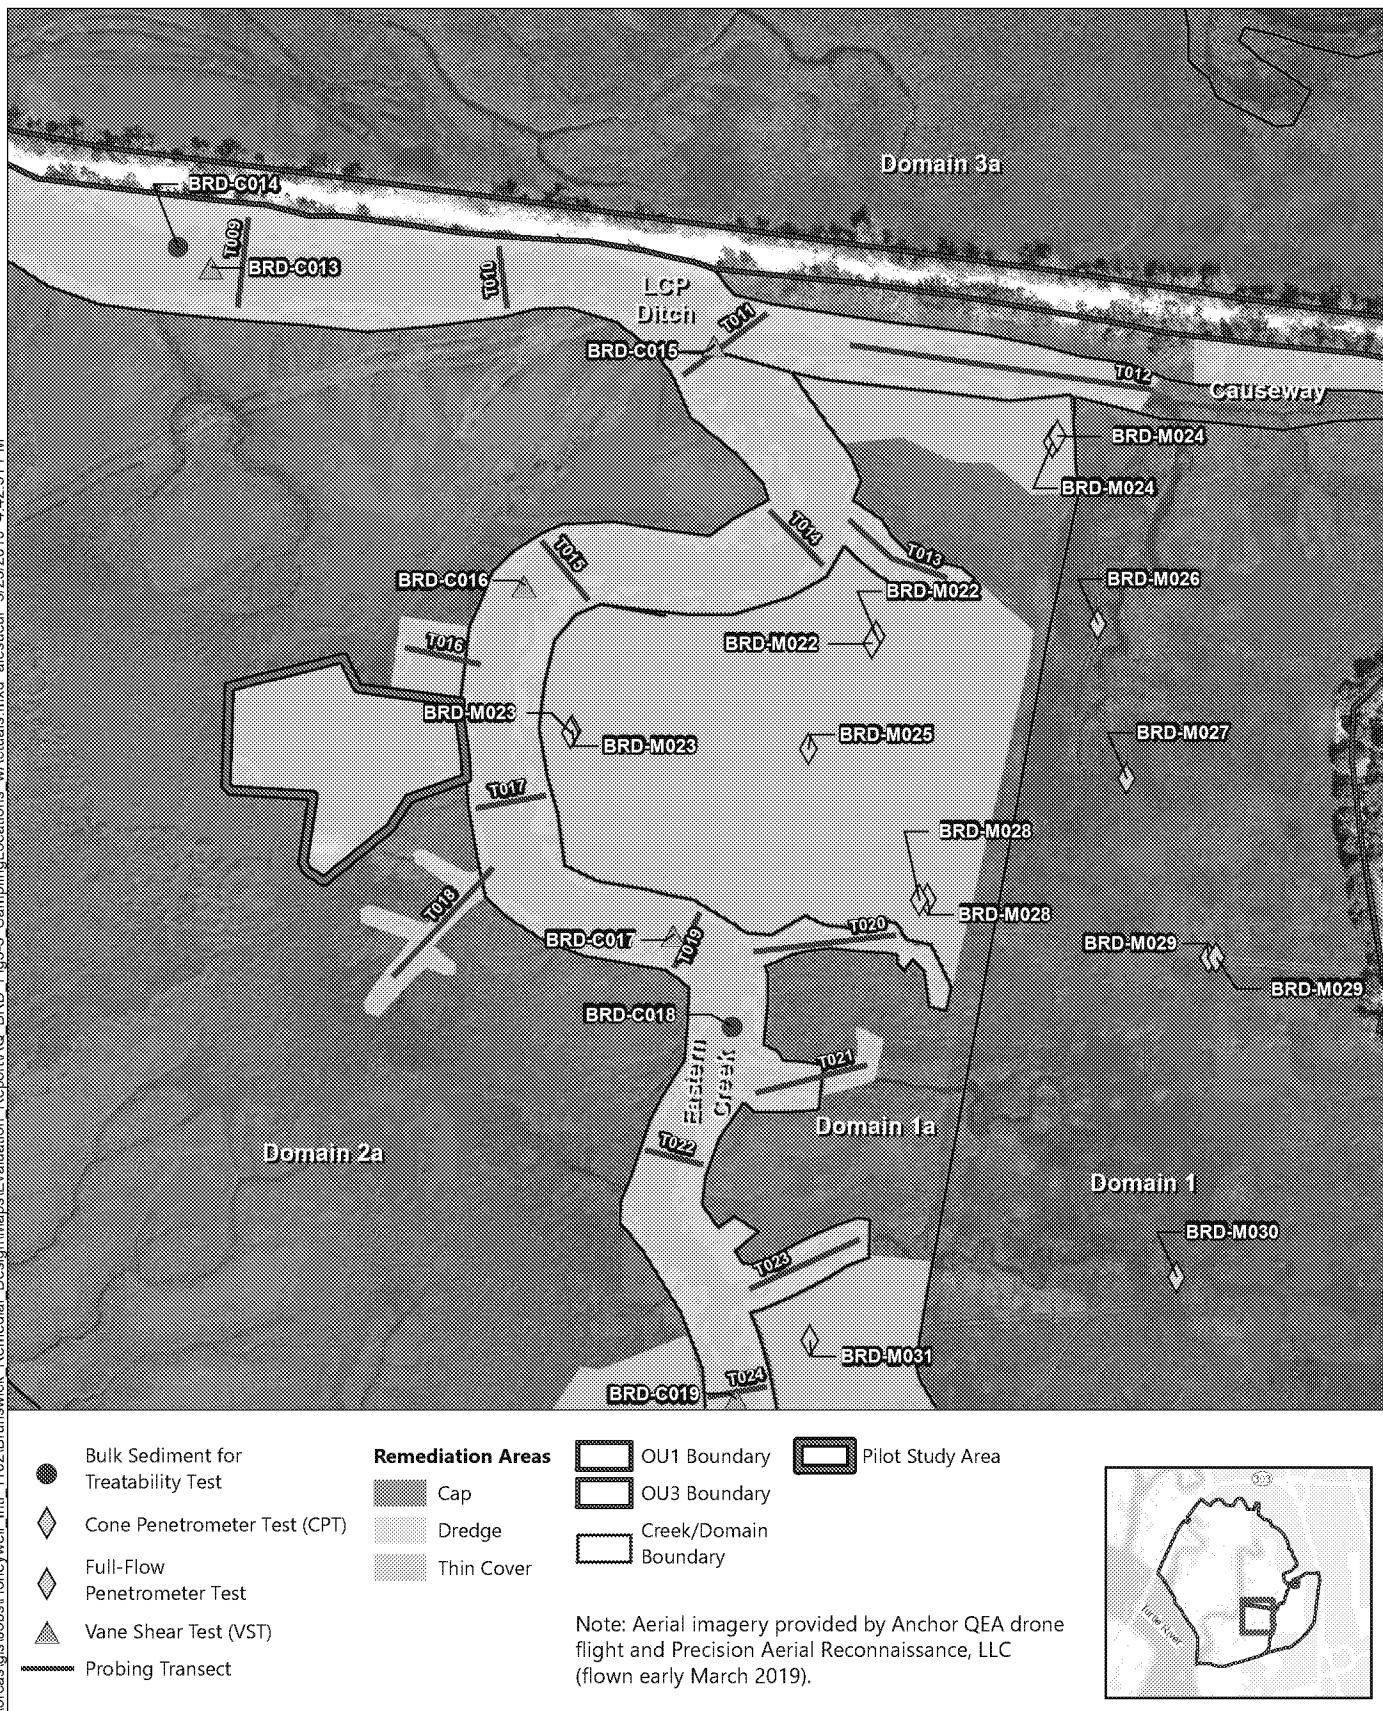 Domain 3a
BRD-C014
T009
BRD-C013
T010
LCP
Ditch
T011
BRD-C015
T012
Causeway
BRD-M024
BRD-M024
T014
T013
T015
BRD-C016
BRD-M022
BRD-M026
T016
BRD-M022
BRD-M023
BRD-M023
BRD-M025
BRD-M027
T017
BRD-M028
T018
BRD-M028
T020
BRD-C017
T019
BRD-M029
BRD-M029
BRD-C018
Eastern
Creek
T021
Domain 1a
T022
Domain 2a
Domain 1
BRD-M030
T023
BRD-M031
T024
BRD-C019
Bulk Sediment for
Treatability Test
Cone Penetrometer Test (CPT)
Full-Flow
Penetrometer Test
Vane Shear Test (VST)
Probing Transect
Remediation Areas
Cap
Dredge
Thin Cover
OU1 Boundary
OU3 Boundary
Creek/Domain
Boundary
Pilot Study Area
Note: Aerial imagery provided by Anchor QEA drone
flight and Precision Aerial Reconnaissance, LLC
(flown early March 2019).
303
Turtle River